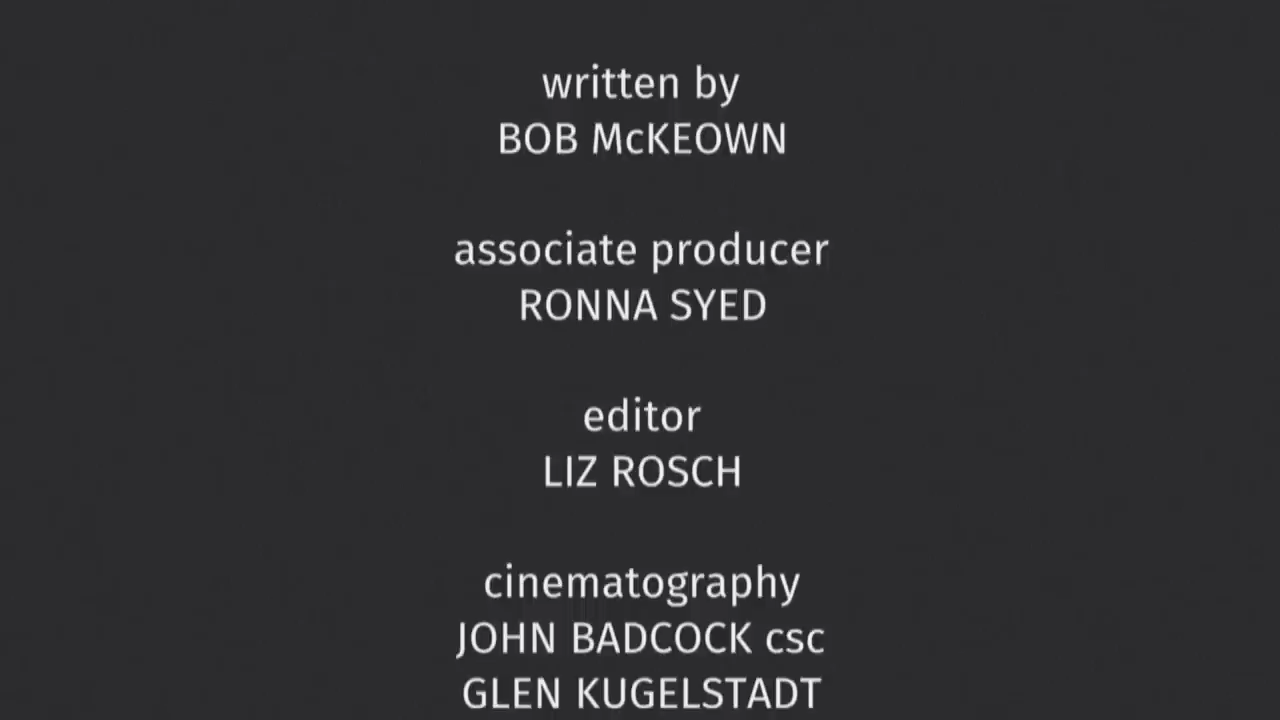 written by
BOB McKEOWN
associate producer
RONNA SYED
editor
LIZ ROSCH
cinematography
JOHN BADCOCK csc
GLEN KUGELSTADT